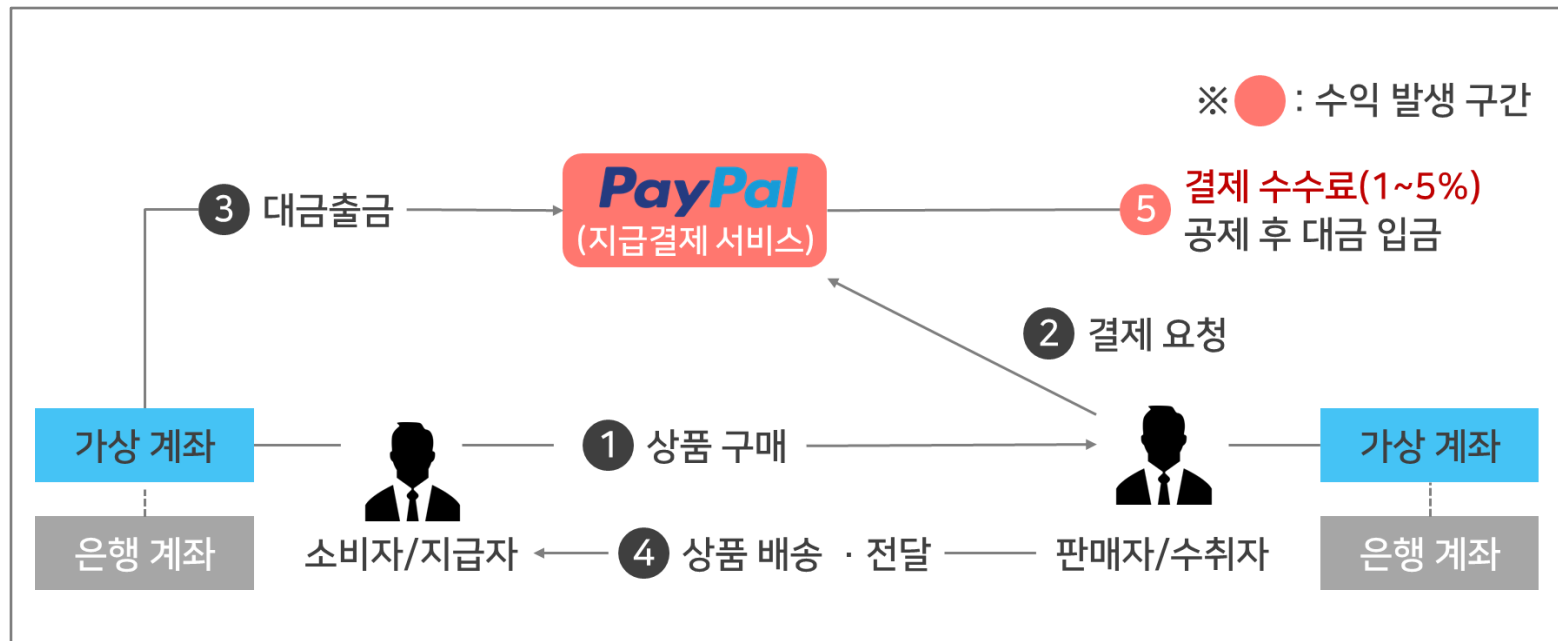 ※ : 수익 발생 구간
3 대금출금
PayPal
(지급결제 서비스)
5 결제 수수료(1~5%)
공제 후 대금 입금
2 결제 요청
가상 계좌
1 상품 구매
가상 계좌
은행 계좌
소비자/지급자
4 상품 배송 · 전달
판매자/수취자
은행 계좌